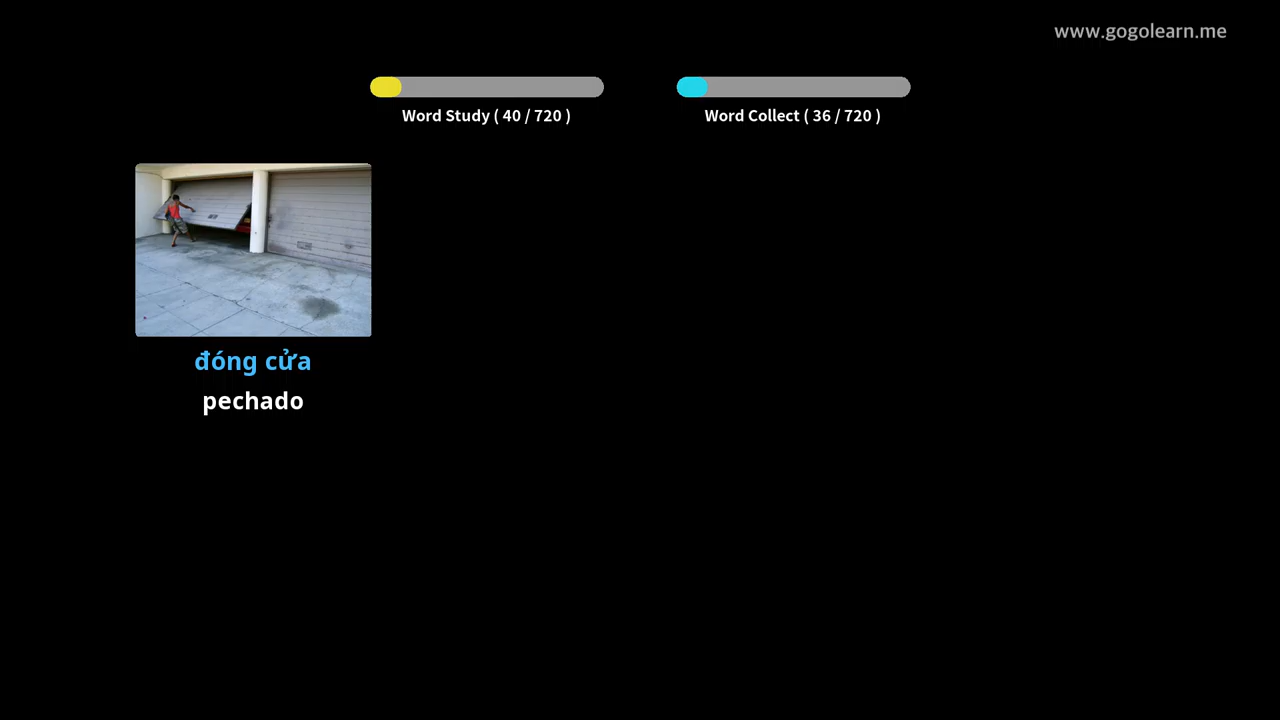 www.gogolearn.me
Word Study ( 40 / 720 )
Word Collect ( 36 / 720 )
đóng cửa
pechado